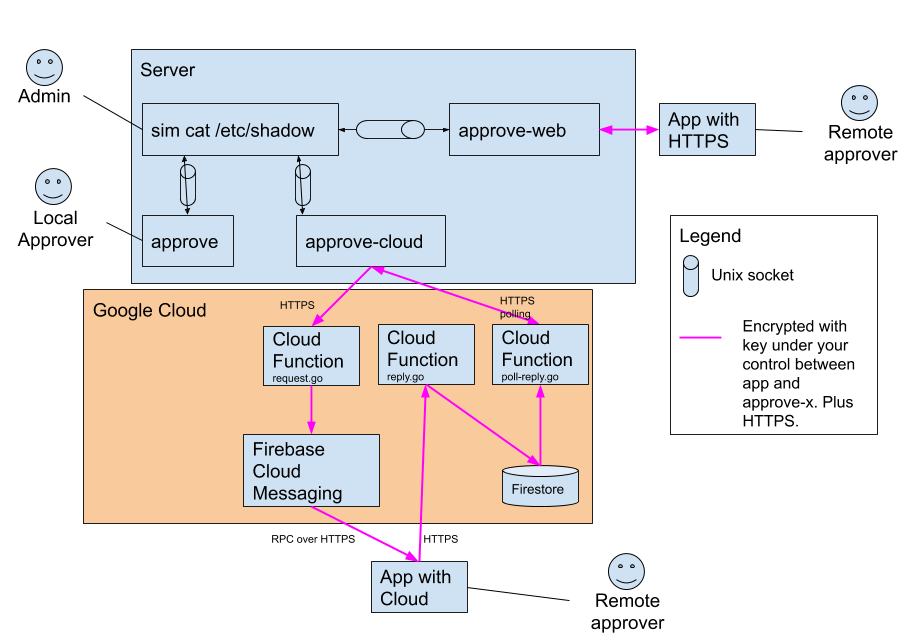 Server
Admin
sim cat /etc/shadow
approve-web
App with
HTTPS
Remote
approver
Local
Approver
approve
approve-cloud
Legend
Unix socket
Encrypted with
key under your
control between
app and
approve-x. Plus
HTTPS.
Google Cloud
HTTPS
HTTPS
polling
Cloud
Function
request.go
Cloud
Function
reply.go
Cloud
Function
poll-reply.go
Firebase
Cloud
Messaging
Firestore
RPC over HTTPS
HTTPS
App with
Cloud
Remote
approver